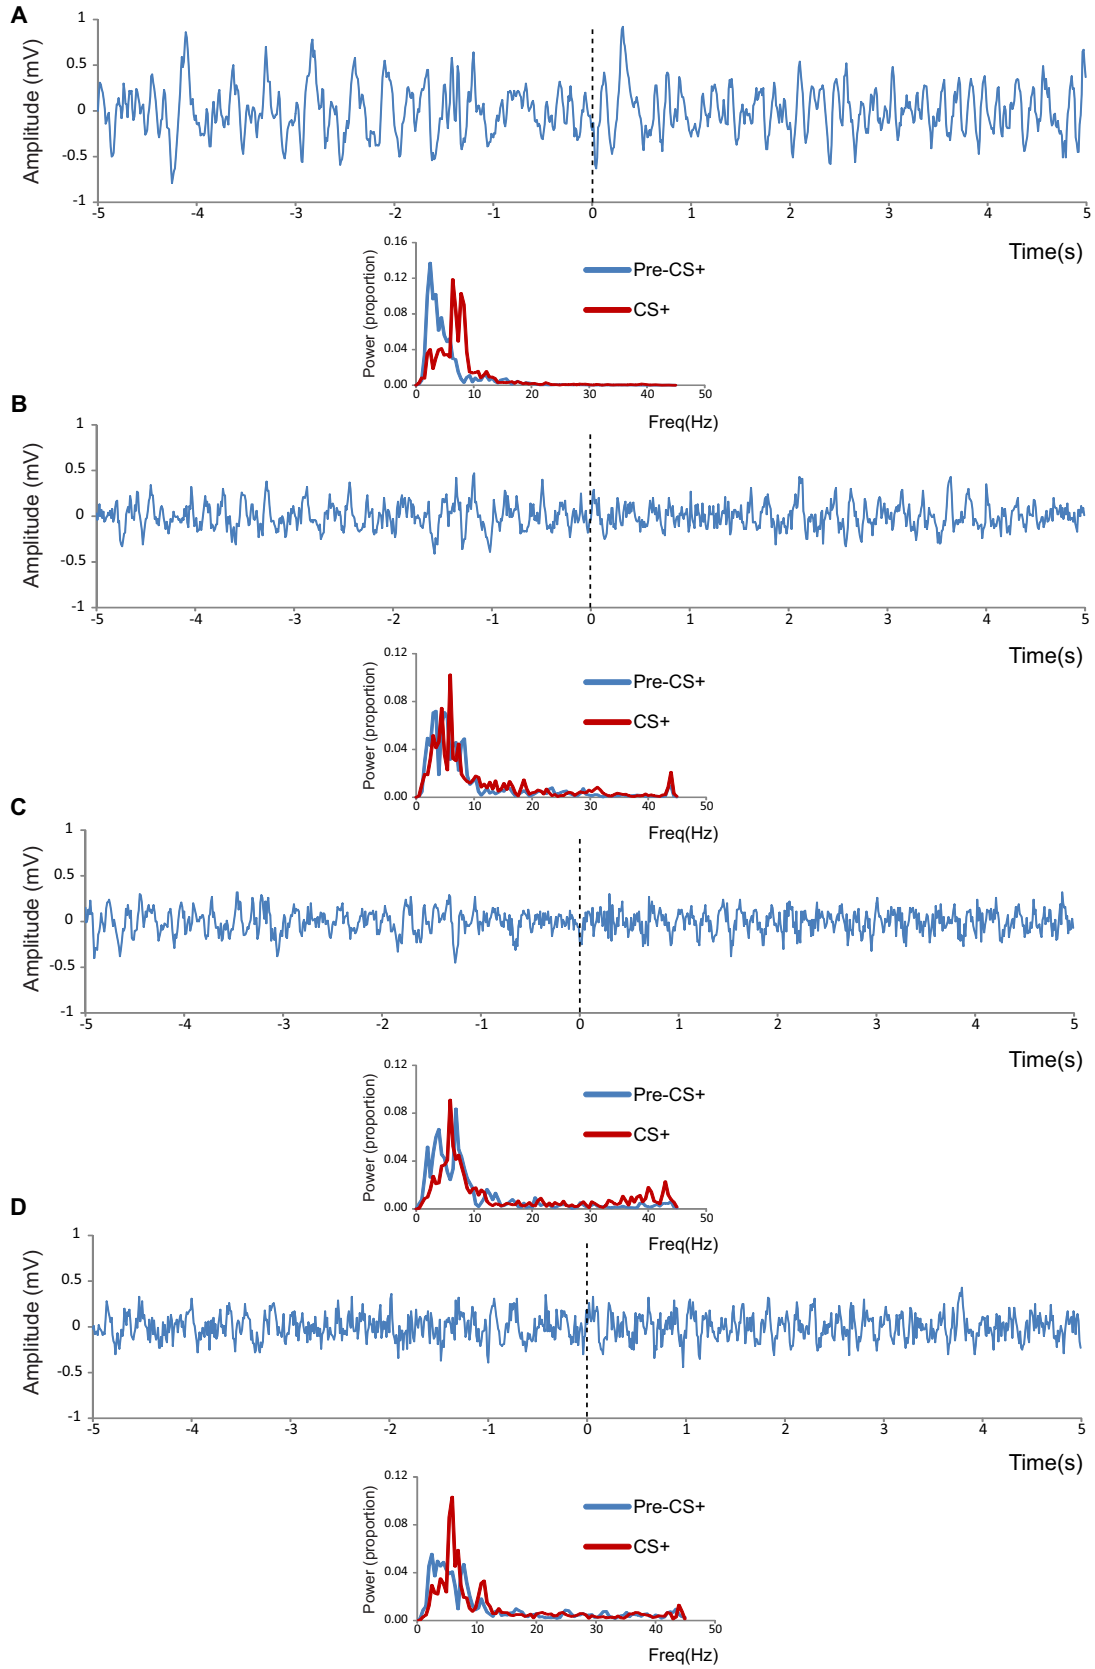 A
Amplitude (mV)
1
0.5
0
-0.5
-1
-5 -4 -3 -2 -1 0 1 2 3 4 5
Time(s)
Power (proportion)
0.16
0.12
0.08
0.04
0.00
0 10 20 30 40 50
Freq(Hz)
Pre-CS+
CS+
B
Amplitude (mV)
1
0.5
0
-0.5
-1
-5 -4 -3 -2 -1 0 1 2 3 4 5
Time(s)
Power (proportion)
0.12
0.08
0.04
0.00
0 10 20 30 40 50
Freq(Hz)
Pre-CS+
CS+
C
Amplitude (mV)
1
0.5
0
-0.5
-1
-5 -4 -3 -2 -1 0 1 2 3 4 5
Time(s)
Power (proportion)
0.12
0.08
0.04
0.00
0 10 20 30 40 50
Freq(Hz)
Pre-CS+
CS+
D
Amplitude (mV)
1
0.5
0
-0.5
-1
-5 -4 -3 -2 -1 0 1 2 3 4 5
Time(s)
Power (proportion)
0.12
0.08
0.04
0.00
0 10 20 30 40 50
Freq(Hz)
Pre-CS+
CS+